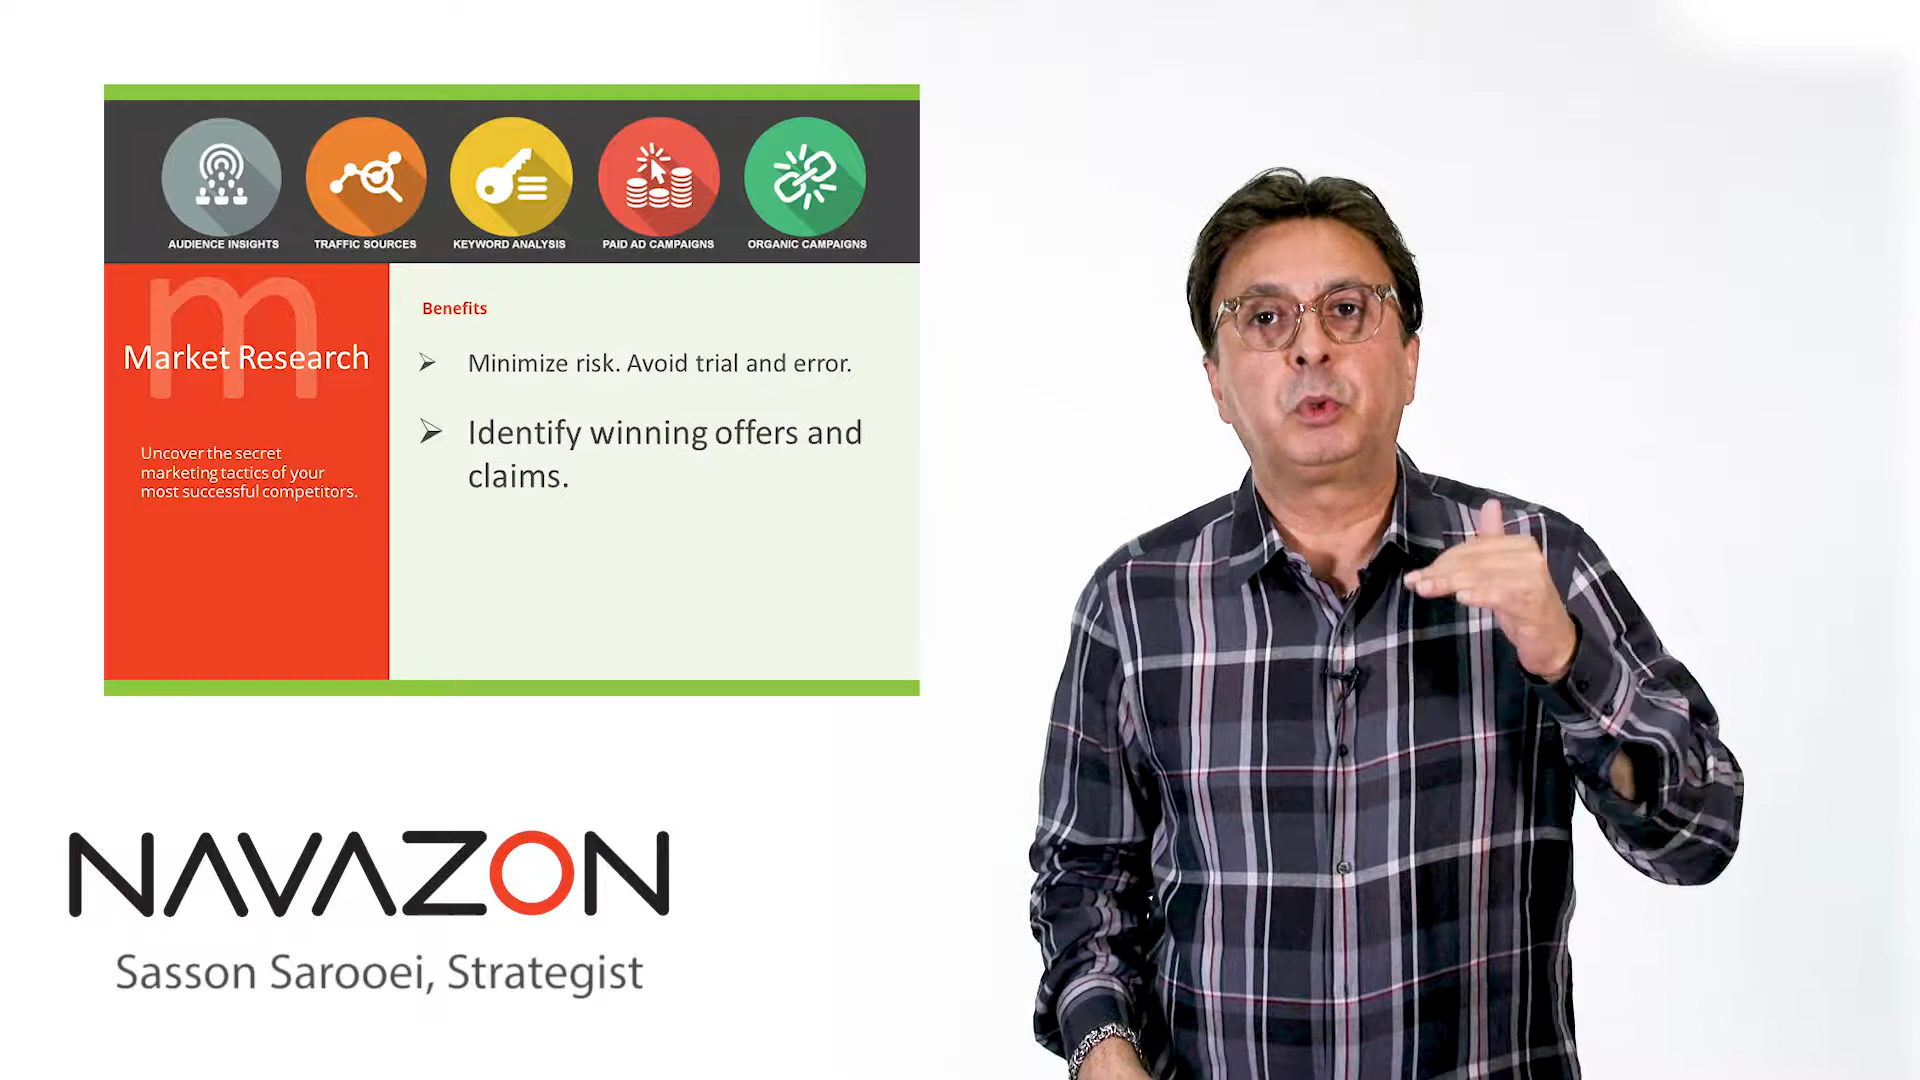 AUDIENCE INSIGHTS
TRAFFIC SOURCES
KEYWORD ANALYSIS
PAID AD CAMPAIGNS
ORGANIC CAMPAIGNS
m
Market Research
Uncover the secret
marketing tactics of your
most successful competitors.
Benefits
Minimize risk. Avoid trial and error.
Identify winning offers and
claims.
NAVAZON
Sasson Sarooei, Strategist